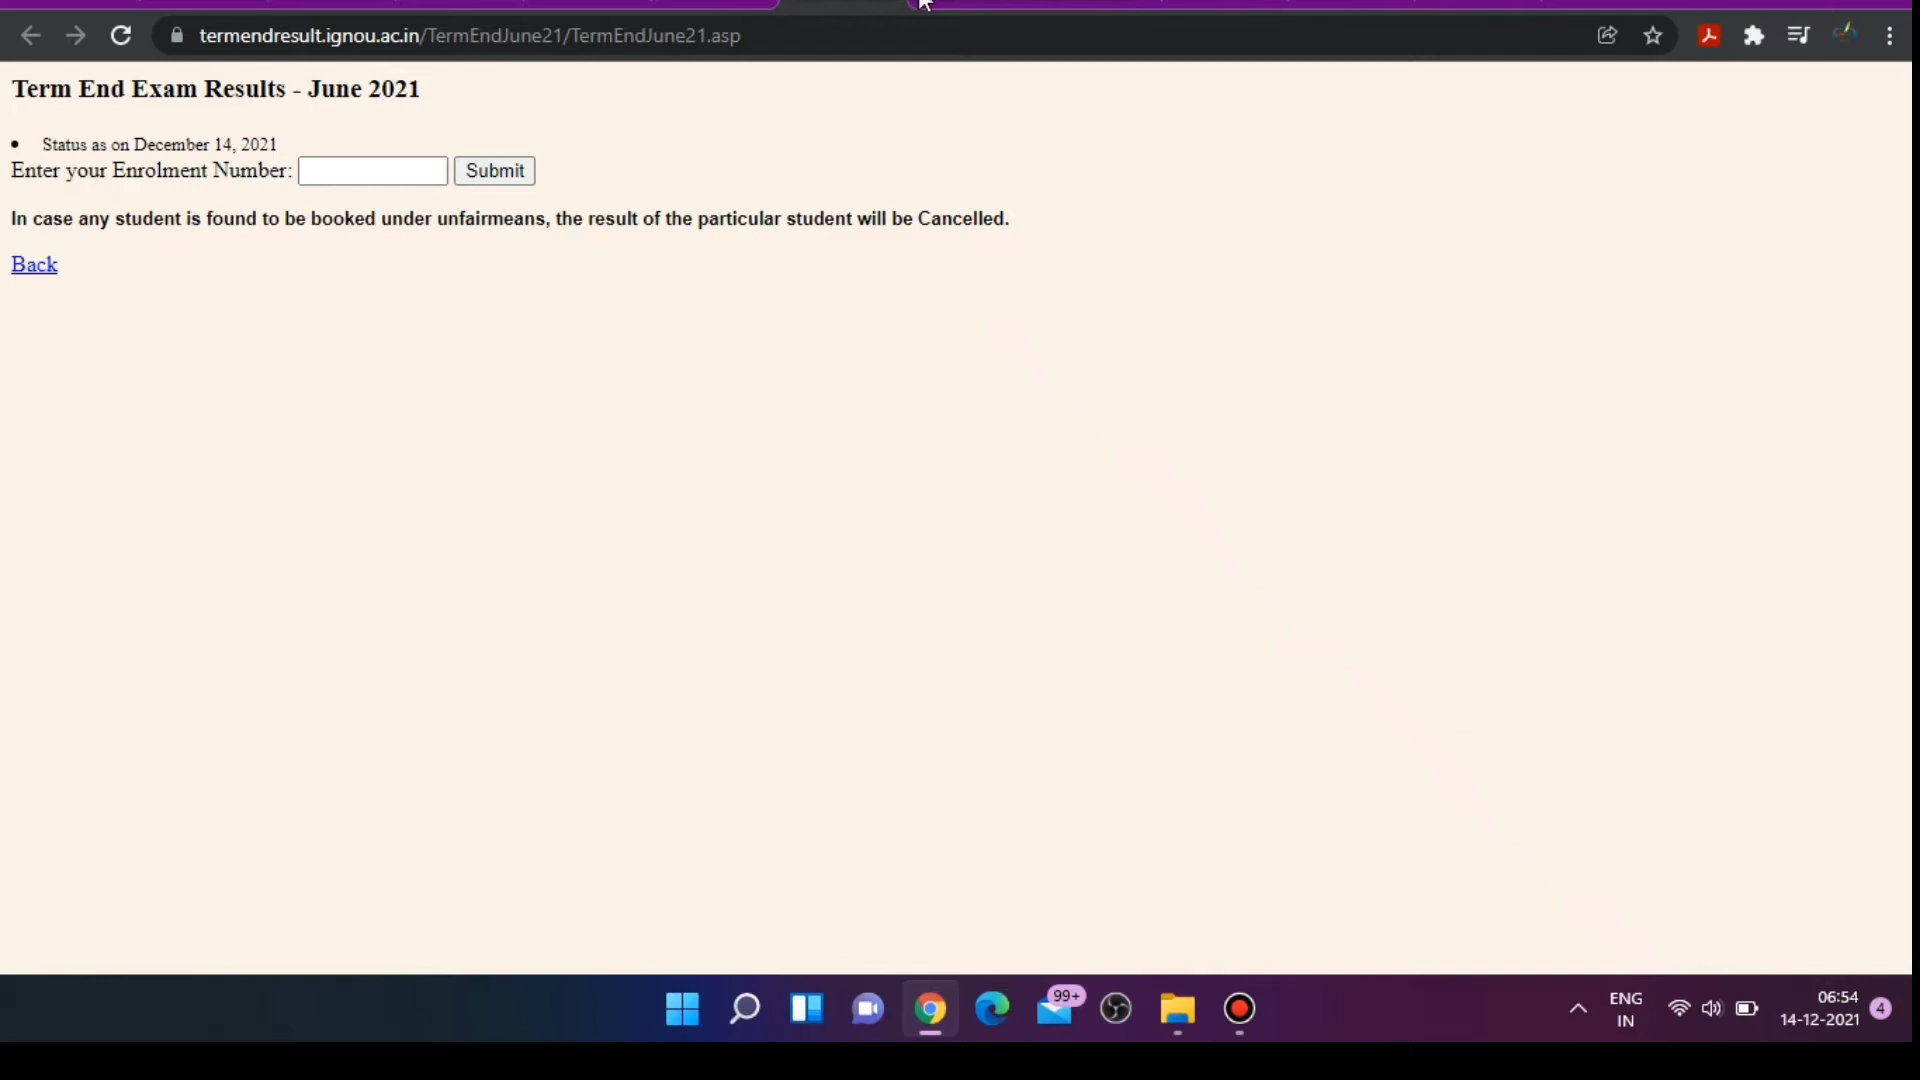 termendresult.ignou.ac.in/TermEndJune21/TermEndJune21.asp
Term End Exam Results - June 2021
Status as on December 14, 2021
Enter your Enrolment Number: Submit
In case any student is found to be booked under unfairmeans, the result of the particular student will be Cancelled.
Back
99+
ENG
IN
06:54
14-12-2021
4